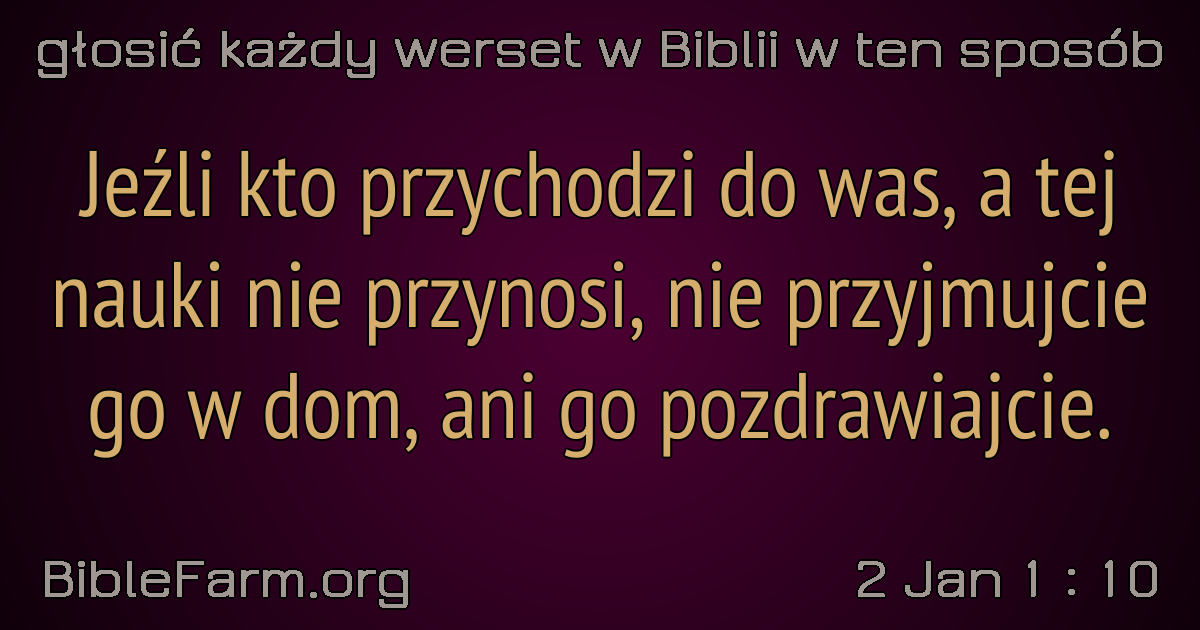 głosić każdy werset w Biblii w ten sposób
Jeźli kto przychodzi do was, a tej
nauki nie przynosi, nie przyjmujcie
go w dom, ani go pozdrawiajcie.
BibleFarm.org
2 Jan 1 : 10